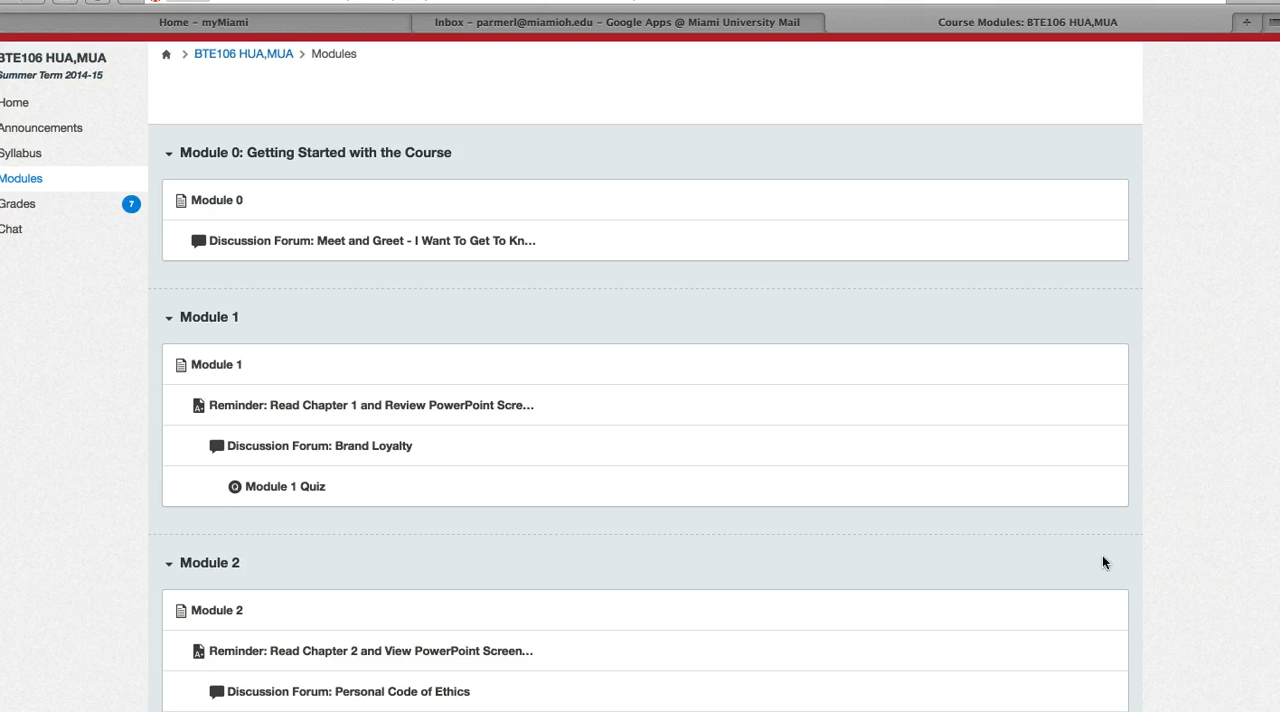 Home – myMiami
Inbox – parmerl@miamioh.edu – Google Apps @ Miami University Mail
Course Modules: BTE106 HUA,MUA
BTE106 HUA,MUA
Summer Term 2014-15
Home
Announcements
Syllabus
Modules
Grades
7
Chat
BTE106 HUA,MUA > Modules
Module 0: Getting Started with the Course
Module 0
Discussion Forum: Meet and Greet - I Want To Get To Kn...
Module 1
Module 1
Reminder: Read Chapter 1 and Review PowerPoint Scre...
Discussion Forum: Brand Loyalty
Module 1 Quiz
Module 2
Module 2
Reminder: Read Chapter 2 and View PowerPoint Screen...
Discussion Forum: Personal Code of Ethics